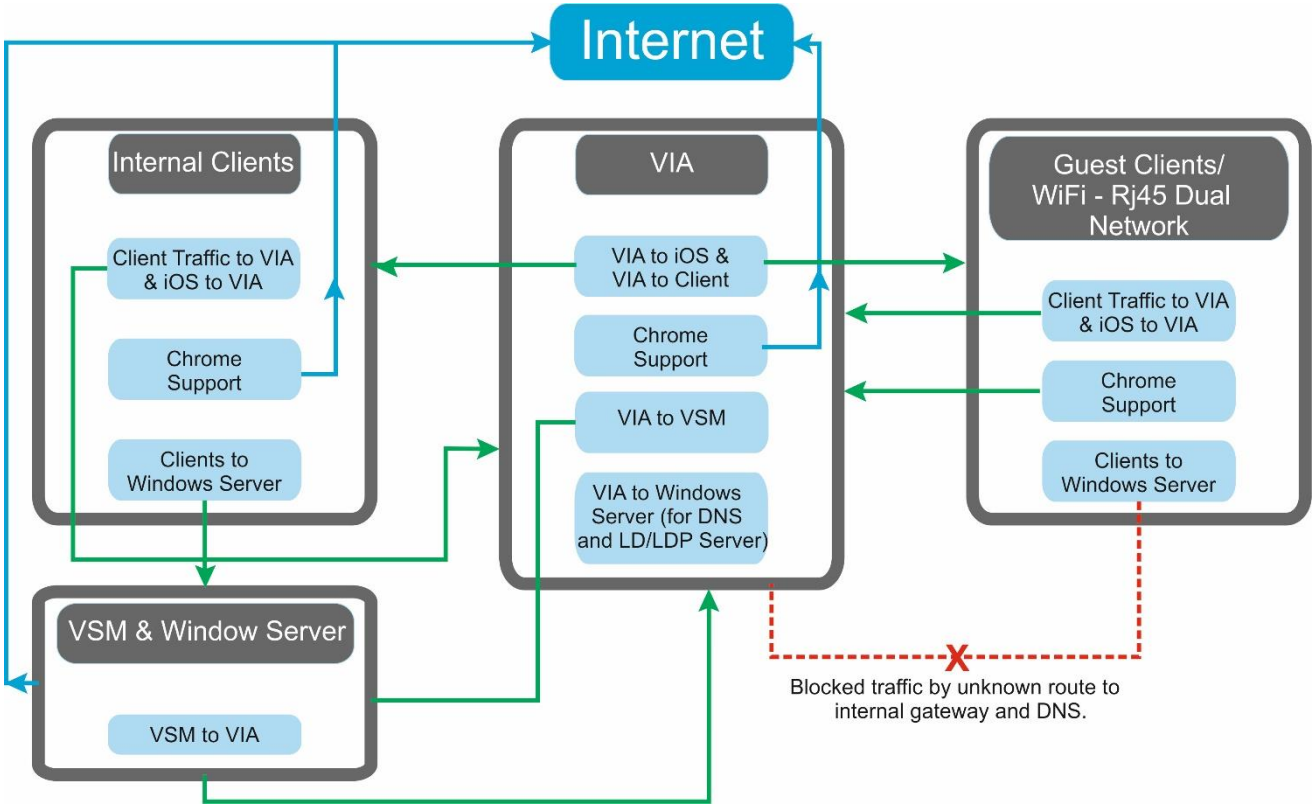 Internet
Internal Clients
Client Traffic to VIA
& iOS to VIA
Chrome
Support
Clients to
Windows Server
VIA
VIA to iOS &
VIA to Client
Chrome
Support
VIA to VSM
VIA to Windows
Server (for DNS
and LD/LDP Server)
Guest Clients/
WiFi - Rj45 Dual
Network
Client Traffic to VIA
& iOS to VIA
Chrome
Support
Clients to
Windows Server
VSM & Window Server
VSM to VIA
X
Blocked traffic by unknown route to
internal gateway and DNS.